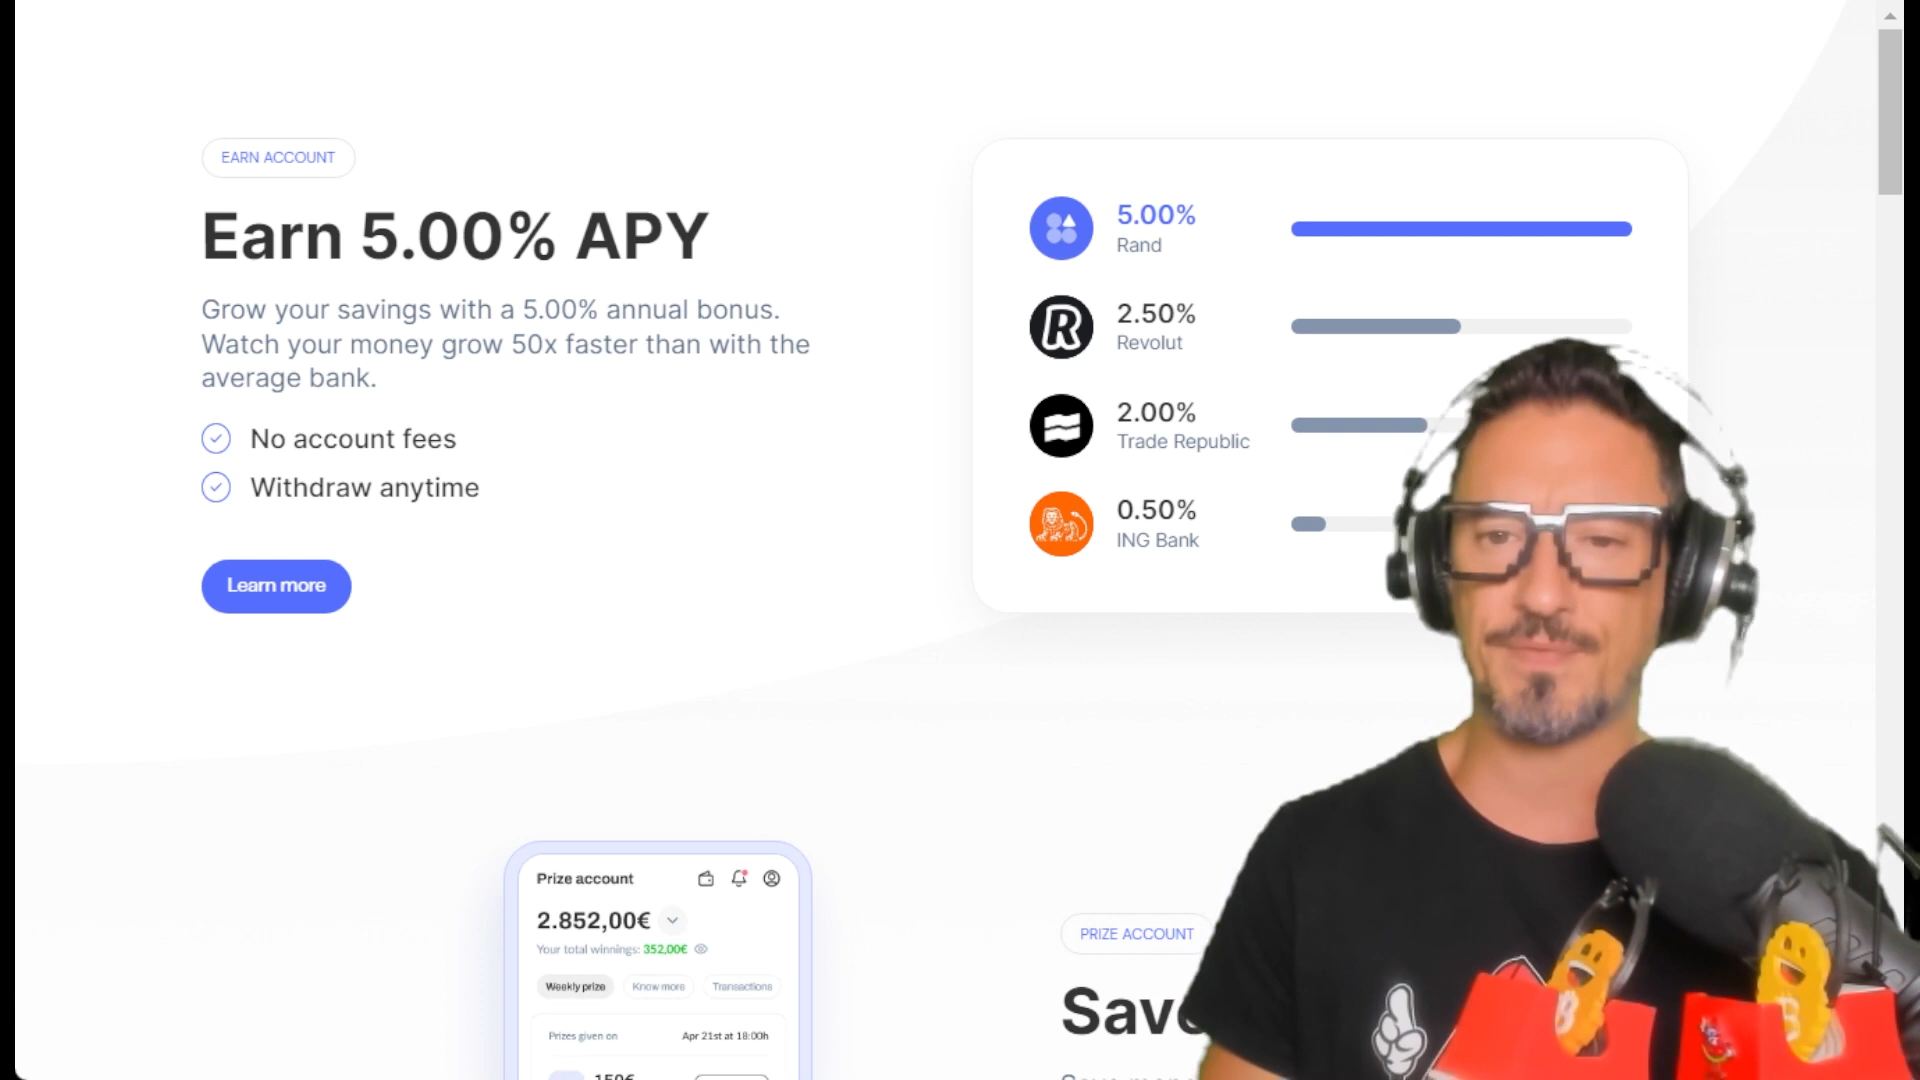 EARN ACCOUNT
Earn 5.00% APY
Grow your savings with a 5.00% annual bonus.
Watch your money grow 50x faster than with the
average bank.
No account fees
Withdraw anytime
Learn more
5.00%
Rand
R
2.50%
Revolut
2.00%
Trade Republic
0.50%
ING Bank
Prize account
2.852,00€
Your total winnings: 352,00€
Weekly prize
Know more
Transactions
Prizes given on
Apr 21st at 18:00h
150€
PRIZE ACCOUNT
Save